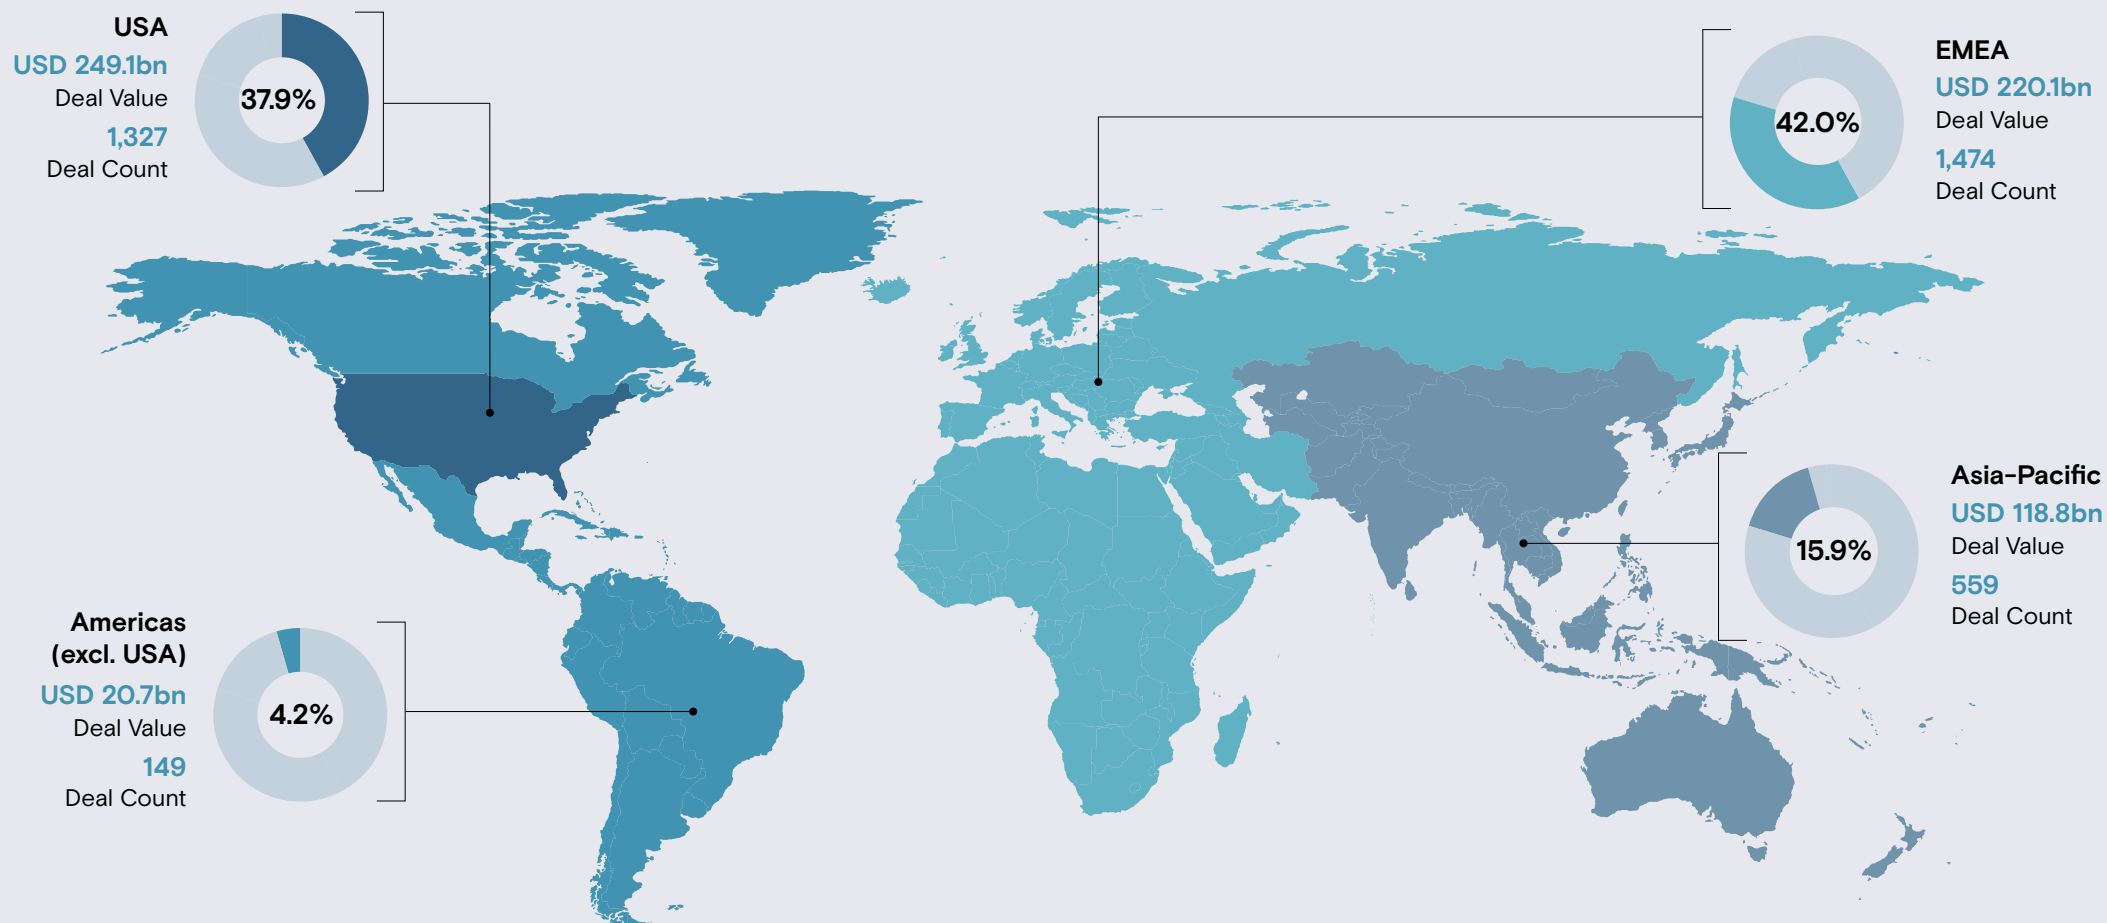 USA
USD 249.1bn
Deal Value
1,327
Deal Count
37.9%
EMEA
USD 220.1bn
Deal Value
1,474
Deal Count
42.0%
Asia-Pacific
USD 118.8bn
Deal Value
559
Deal Count
15.9%
Americas
(excl. USA)
USD 20.7bn
Deal Value
149
Deal Count
4.2%